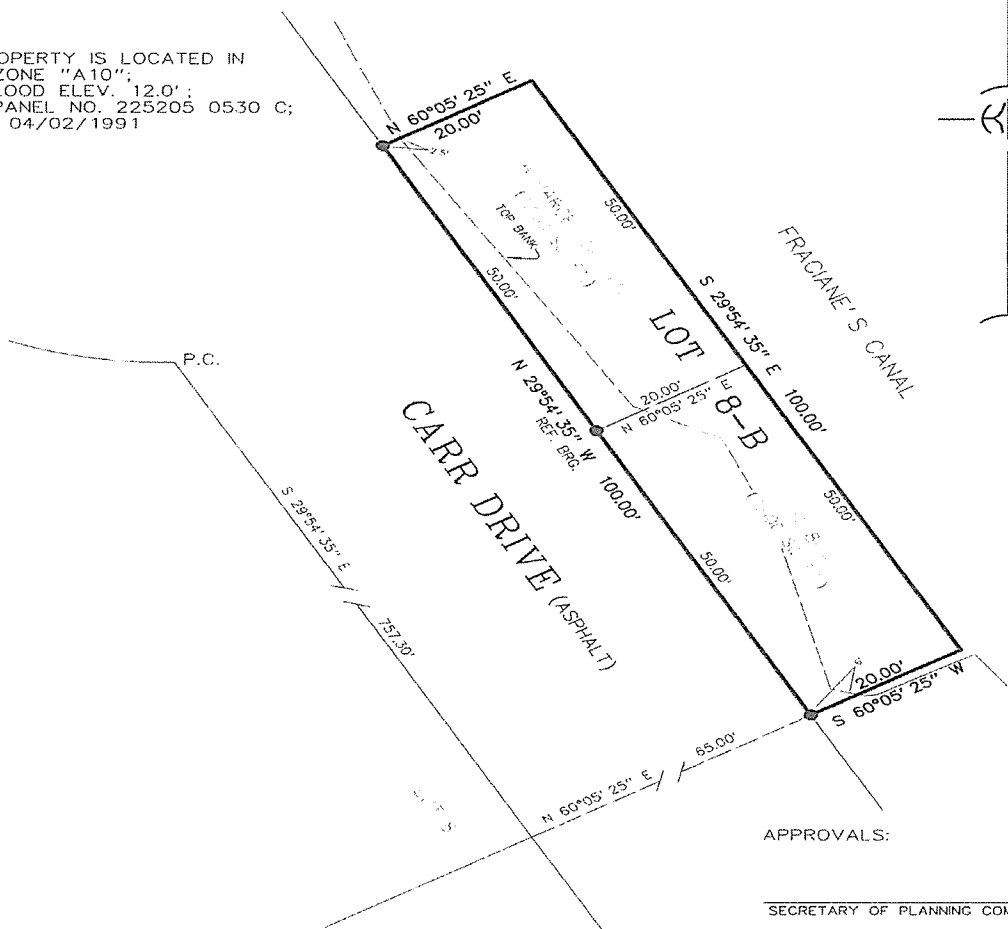 OPERTY IS LOCATED IN
ZONE "A10";
LOOD ELEV. 12.0';
PANEL NO. 225205 0530 C;
04/02/1991
N 60°05' 25" E
20.00'
2.5'
TOP BANK
50.00'
50.00'
S 29°54' 35" E
100.00'
FRACIANE'S CANAL
LOT
8-B
20.00'
N 60°05' 25" E
N 29°54' 35" W
REF. BRG.
100.00'
P.C.
CARR DRIVE (ASPHALT)
S 29°54' 35" E
757.30'
50.00'
50.00'
6'
20.00'
S 60°05' 25" W
65.00'
N 60°05' 25" E
APPROVALS:
SECRETARY OF PLANNING COM